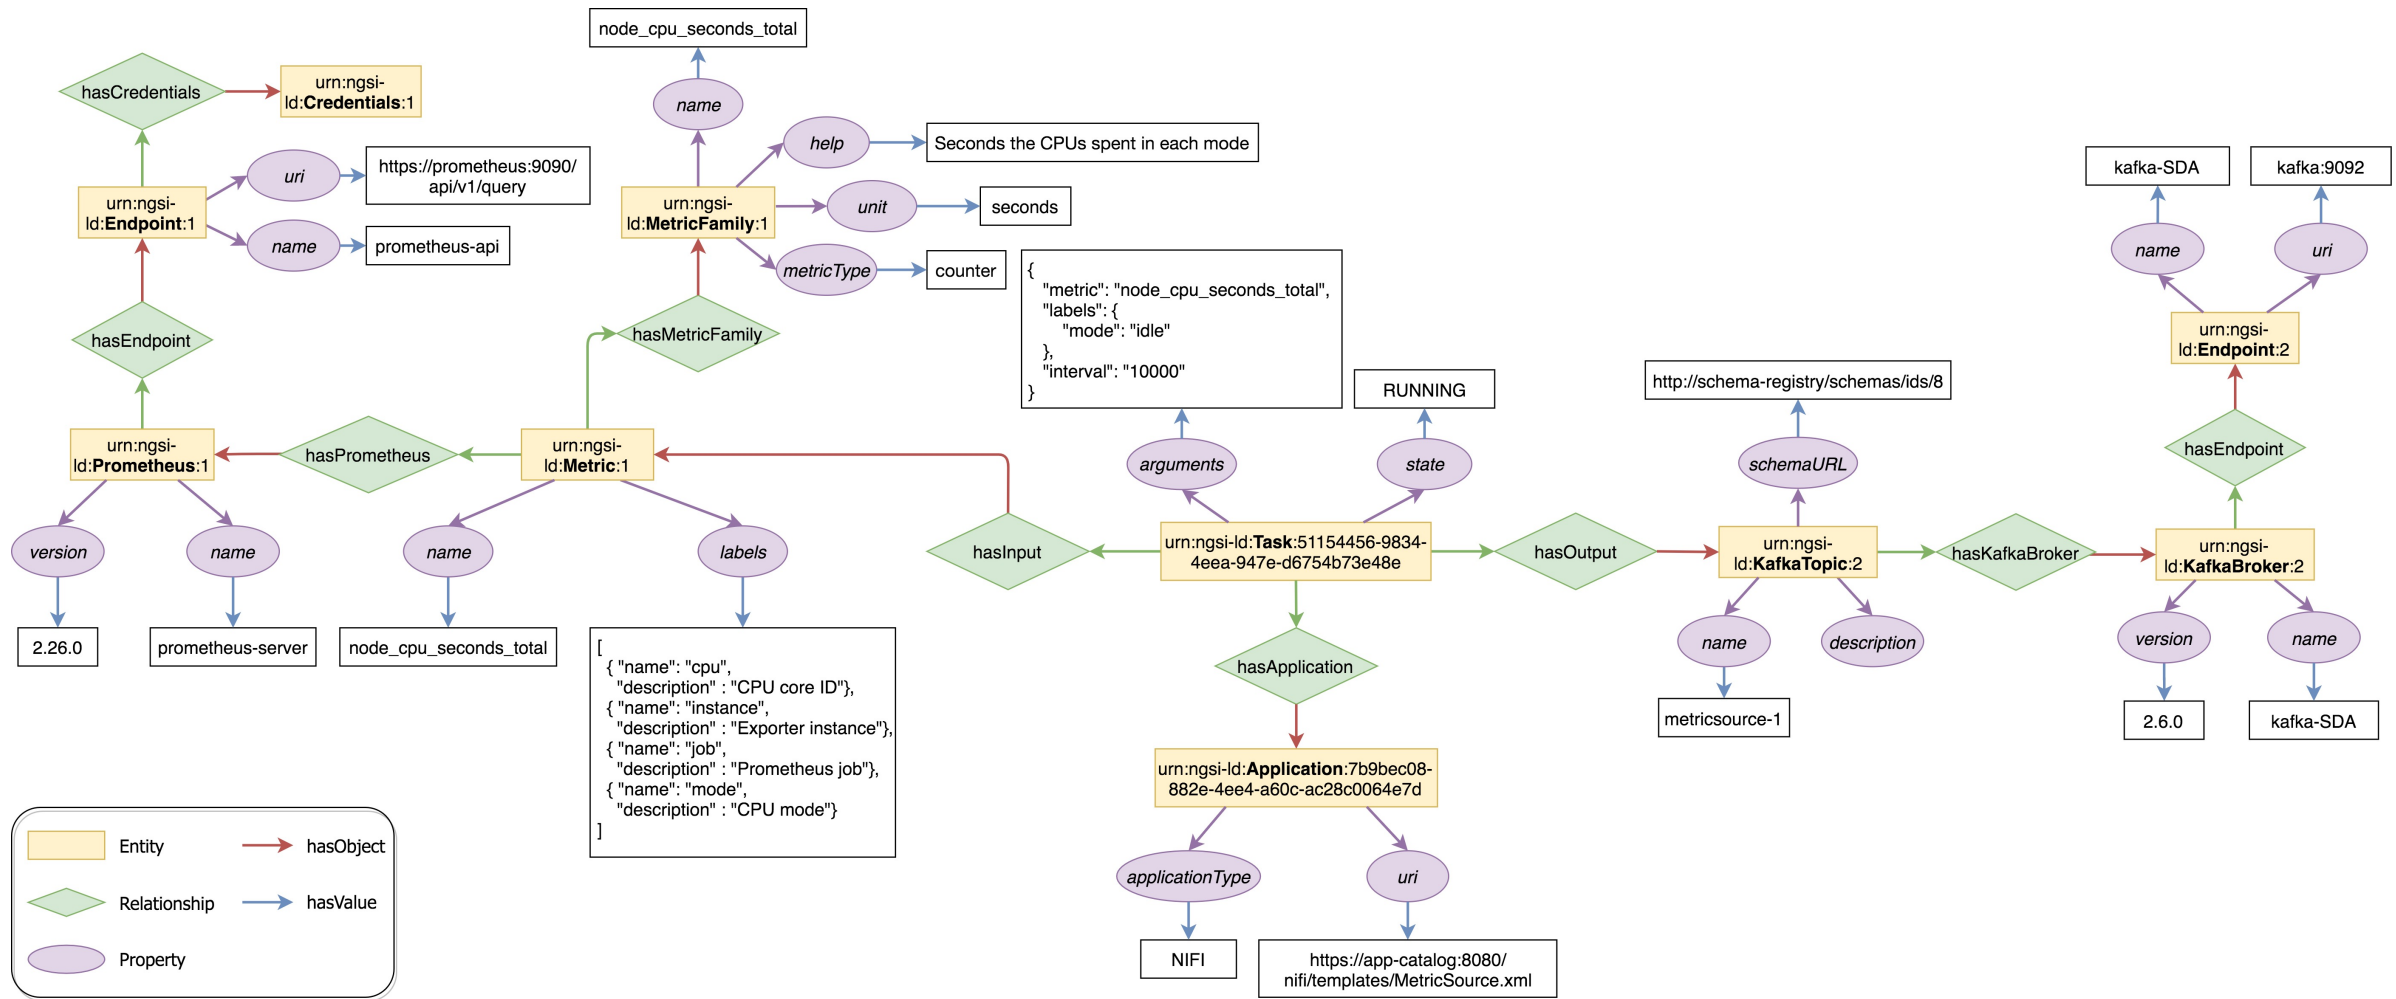 node_cpu_seconds_total
name
hasCredentials
urn:ngsi-
ld:Credentials:1
help
Seconds the CPUs spent in each mode
uri
https://prometheus:9090/
api/v1/query
urn:ngsi-
ld:Endpoint:1
name
prometheus-api
urn:ngsi-
ld:MetricFamily:1
unit
seconds
metricType
counter
hasEndpoint
hasMetricFamily
{
"metric": "node_cpu_seconds_total",
"labels": {
"mode": "idle"
},
"interval": "10000"
}
RUNNING
http://schema-registry/schemas/ids/8
kafka-SDA
kafka:9092
name
uri
urn:ngsi-
ld:Endpoint:2
hasEndpoint
urn:ngsi-
ld:Prometheus:1
hasPrometheus
urn:ngsi-
ld:Metric:1
arguments
state
schemaURL
version
name
name
labels
hasInput
urn:ngsi-ld:Task:51154456-9834-
4eea-947e-d6754b73e48e
hasOutput
urn:ngsi-
ld:KafkaTopic:2
hasKafkaBroker
urn:ngsi-
ld:KafkaBroker:2
2.26.0
prometheus-server
node_cpu_seconds_total
[
{ "name": "cpu",
"description" : "CPU core ID"},
{ "name": "instance",
"description" : "Exporter instance"},
{ "name": "job",
"description" : "Prometheus job"},
{ "name": "mode",
"description" : "CPU mode"}
]
hasApplication
name
description
version
name
metricsource-1
2.6.0
kafka-SDA
urn:ngsi-ld:Application:7b9bec08-
882e-4ee4-a60c-ac28c0064e7d
applicationType
uri
NIFI
https://app-catalog:8080/
nifi/templates/MetricSource.xml
Entity
hasObject
Relationship
hasValue
Property